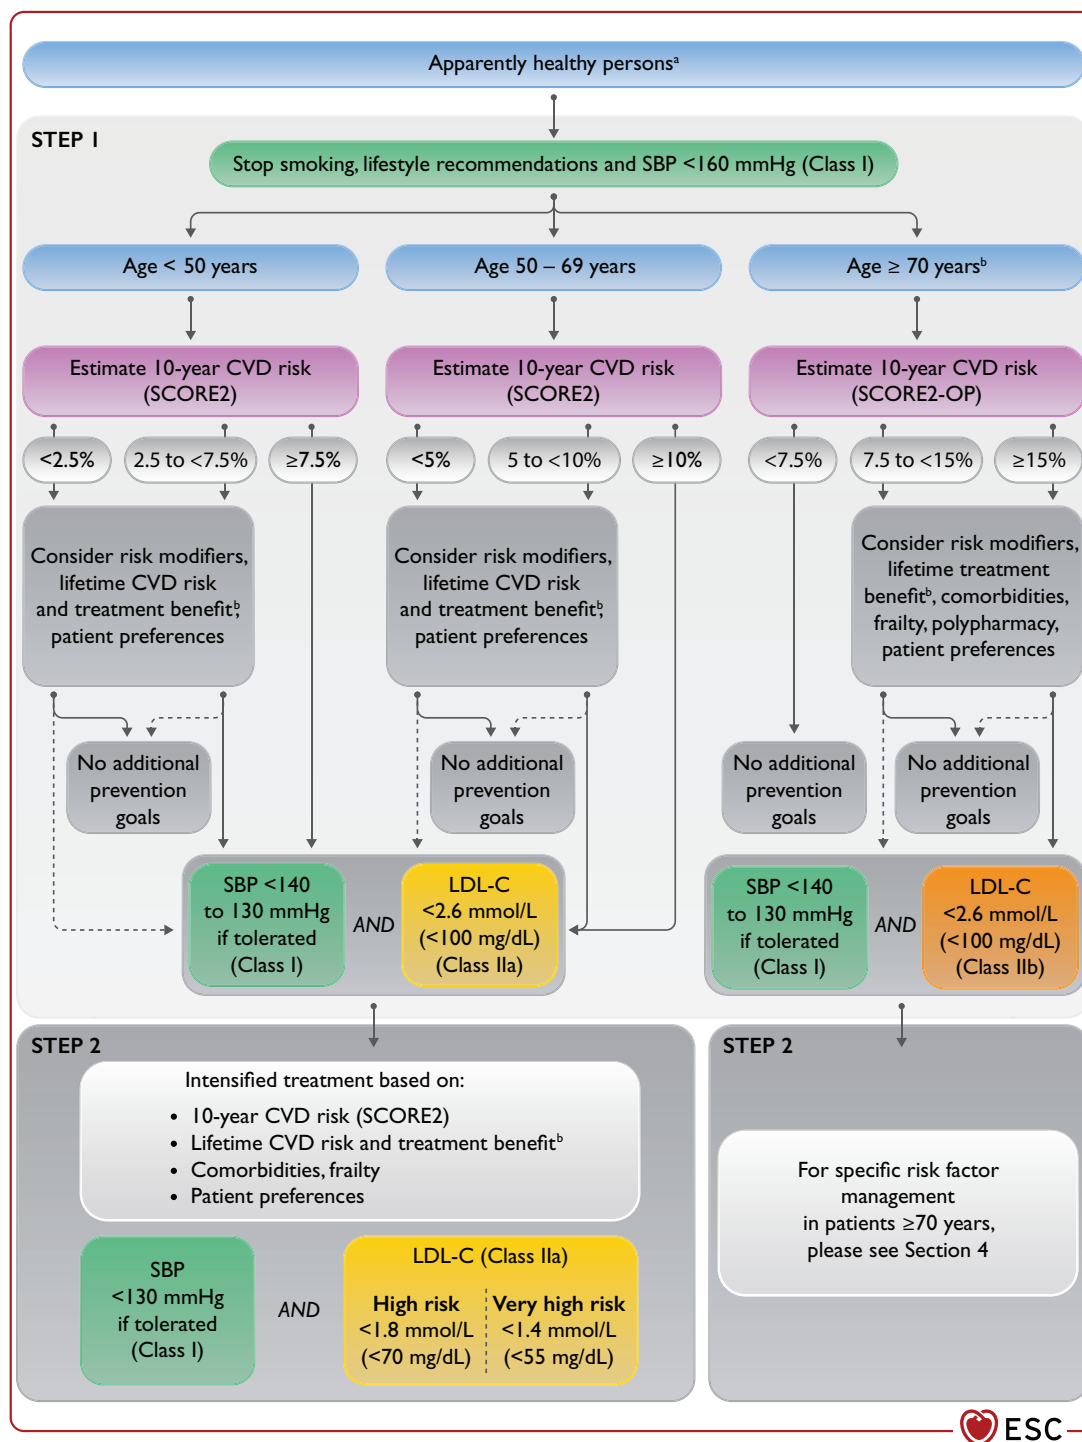 Apparently healthy personsᵃ
STEP 1
Stop smoking, lifestyle recommendations and SBP <160 mmHg (Class I)
Age < 50 years
Age 50 – 69 years
Age ≥ 70 yearsᵇ
Estimate 10-year CVD risk
(SCORE2)
Estimate 10-year CVD risk
(SCORE2)
Estimate 10-year CVD risk
(SCORE2-OP)
<2.5%
2.5 to <7.5%
≥7.5%
<5%
5 to <10%
≥10%
<7.5%
7.5 to <15%
≥15%
Consider risk modifiers,
lifetime CVD risk
and treatment benefitᵇ,
patient preferences
Consider risk modifiers,
lifetime CVD risk
and treatment benefitᵇ,
patient preferences
Consider risk modifiers,
lifetime treatment
benefitᵇ, comorbidities,
frailty, polypharmacy,
patient preferences
No additional
prevention
goals
No additional
prevention
goals
No additional
prevention
goals
No additional
prevention
goals
SBP <140
to 130 mmHg
if tolerated
(Class I)
AND
LDL-C
<2.6 mmol/L
(<100 mg/dL)
(Class IIa)
SBP <140
to 130 mmHg
if tolerated
(Class I)
AND
LDL-C
<2.6 mmol/L
(<100 mg/dL)
(Class IIb)
STEP 2
Intensified treatment based on:
• 10-year CVD risk (SCORE2)
• Lifetime CVD risk and treatment benefitᵇ
• Comorbidities, frailty
• Patient preferences
SBP
<130 mmHg
if tolerated
(Class I)
AND
LDL-C (Class IIa)
High risk
<1.8 mmol/L
(<70 mg/dL)
Very high risk
<1.4 mmol/L
(<55 mg/dL)
STEP 2
For specific risk factor
management
in patients ≥70 years,
please see Section 4
ESC